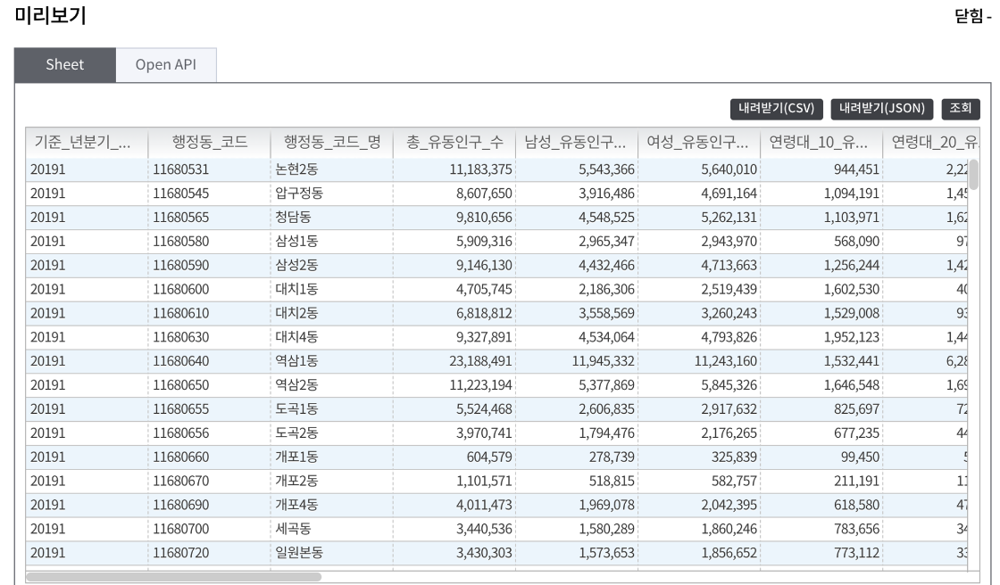 미리보기
닫힘 -
Sheet Open API
내려받기(CSV) 내려받기(JSON) 조회
기준_년분기_... 행정동_코드 행정동_코드_명 총_유동인구_수 남성_유동인구... 여성_유동인구... 연령대_10_유... 연령대_20_유
20191 11680531 논현2동 11,183,375 5,543,366 5,640,010 944,451 2,22
20191 11680545 압구정동 8,607,650 3,916,486 4,691,164 1,094,191 1,45
20191 11680565 청담동 9,810,656 4,548,525 5,262,131 1,103,971 1,62
20191 11680580 삼성1동 5,909,316 2,965,347 2,943,970 568,090 97
20191 11680590 삼성2동 9,146,130 4,432,466 4,713,663 1,256,244 1,42
20191 11680600 대치1동 4,705,745 2,186,306 2,519,439 1,602,530 40
20191 11680610 대치2동 6,818,812 3,558,569 3,260,243 1,529,008 93
20191 11680630 대치4동 9,327,891 4,534,064 4,793,826 1,952,123 1,44
20191 11680640 역삼1동 23,188,491 11,945,332 11,243,160 1,532,441 6,28
20191 11680650 역삼2동 11,223,194 5,377,869 5,845,326 1,646,548 1,69
20191 11680655 도곡1동 5,524,468 2,606,835 2,917,632 825,697 72
20191 11680656 도곡2동 3,970,741 1,794,476 2,176,265 677,235 44
20191 11680660 개포1동 604,579 278,739 325,839 99,450 5
20191 11680670 개포2동 1,101,571 518,815 582,757 211,191 11
20191 11680690 개포4동 4,011,473 1,969,078 2,042,395 618,580 47
20191 11680700 세곡동 3,440,536 1,580,289 1,860,246 783,656 34
20191 11680720 일원본동 3,430,303 1,573,653 1,856,652 773,112 33